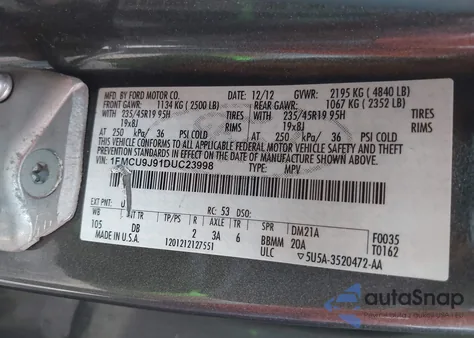 MFD. BY FORD MOTOR CO.
DATE: 12/12 GVWR: 2195 KG ( 4840 LB)
FRONT GAWR: 1134 KG ( 2500 LB) REAR GAWR: 1067 KG ( 2352 LB)
WITH 235/45R19 95H TIRES WITH 235/45R19 95H TIRES
19x8J RIMS 19x8J RIMS
AT 250 kPa/ 36 PSI COLD AT 250 kPa/ 36 PSI COLD
THIS VEHICLE CONFORMS TO ALL APPLICABLE FEDERAL MOTOR VEHICLE SAFETY AND
THEFT PREVENTION STANDARDS IN EFFECT ON THE DATE OF MANUFACTURE SHOWN ABOVE.
VIN: 1FMCU9J91DUC23998
TYPE: MPV
EXT PNT: RC: 53 DSO:
WB INT TR TP/PS R AXLE TR SPR DM21A F0035
105 DB 2 3A 6 BBMM 20A T0162
MADE IN U.S.A. 1201212127551 ULC 5U5A-3520472-AA
autoSnap